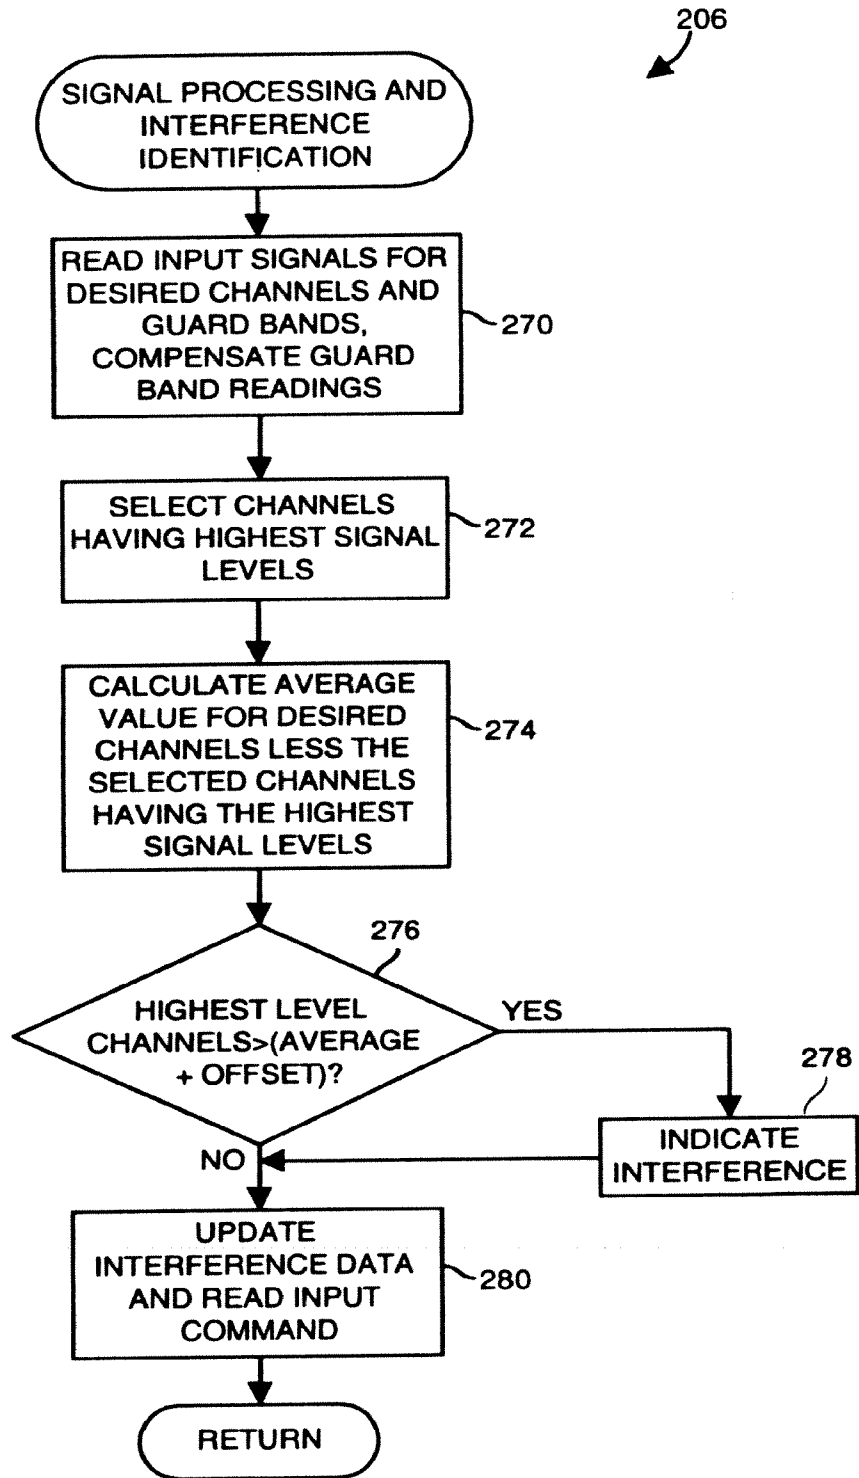 206
SIGNAL PROCESSING AND
INTERFERENCE
IDENTIFICATION
READ INPUT SIGNALS FOR
DESIRED CHANNELS AND
GUARD BANDS,
COMPENSATE GUARD
BAND READINGS
270
SELECT CHANNELS
HAVING HIGHEST SIGNAL
LEVELS
272
CALCULATE AVERAGE
VALUE FOR DESIRED
CHANNELS LESS THE
SELECTED CHANNELS
HAVING THE HIGHEST
SIGNAL LEVELS
274
276
HIGHEST LEVEL
CHANNELS>(AVERAGE
+ OFFSET)?
YES
278
INDICATE
INTERFERENCE
NO
UPDATE
INTERFERENCE DATA
AND READ INPUT
COMMAND
280
RETURN